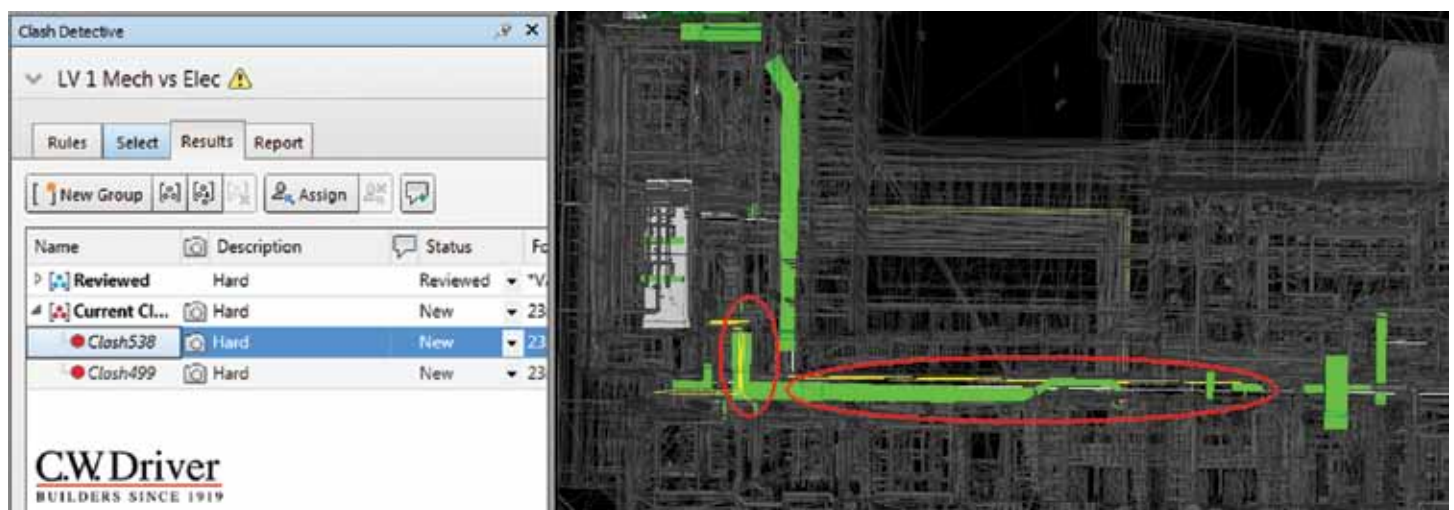 Clash Detective
LV 1 Mech vs Elec
Rules Select Results Report
New Group Assign
Name Description Status Fo
Reviewed Hard Reviewed "V
Current Cl... Hard New 23
Clash538 Hard New 23
Clash499 Hard New 23
C.W. Driver
BUILDERS SINCE 1919